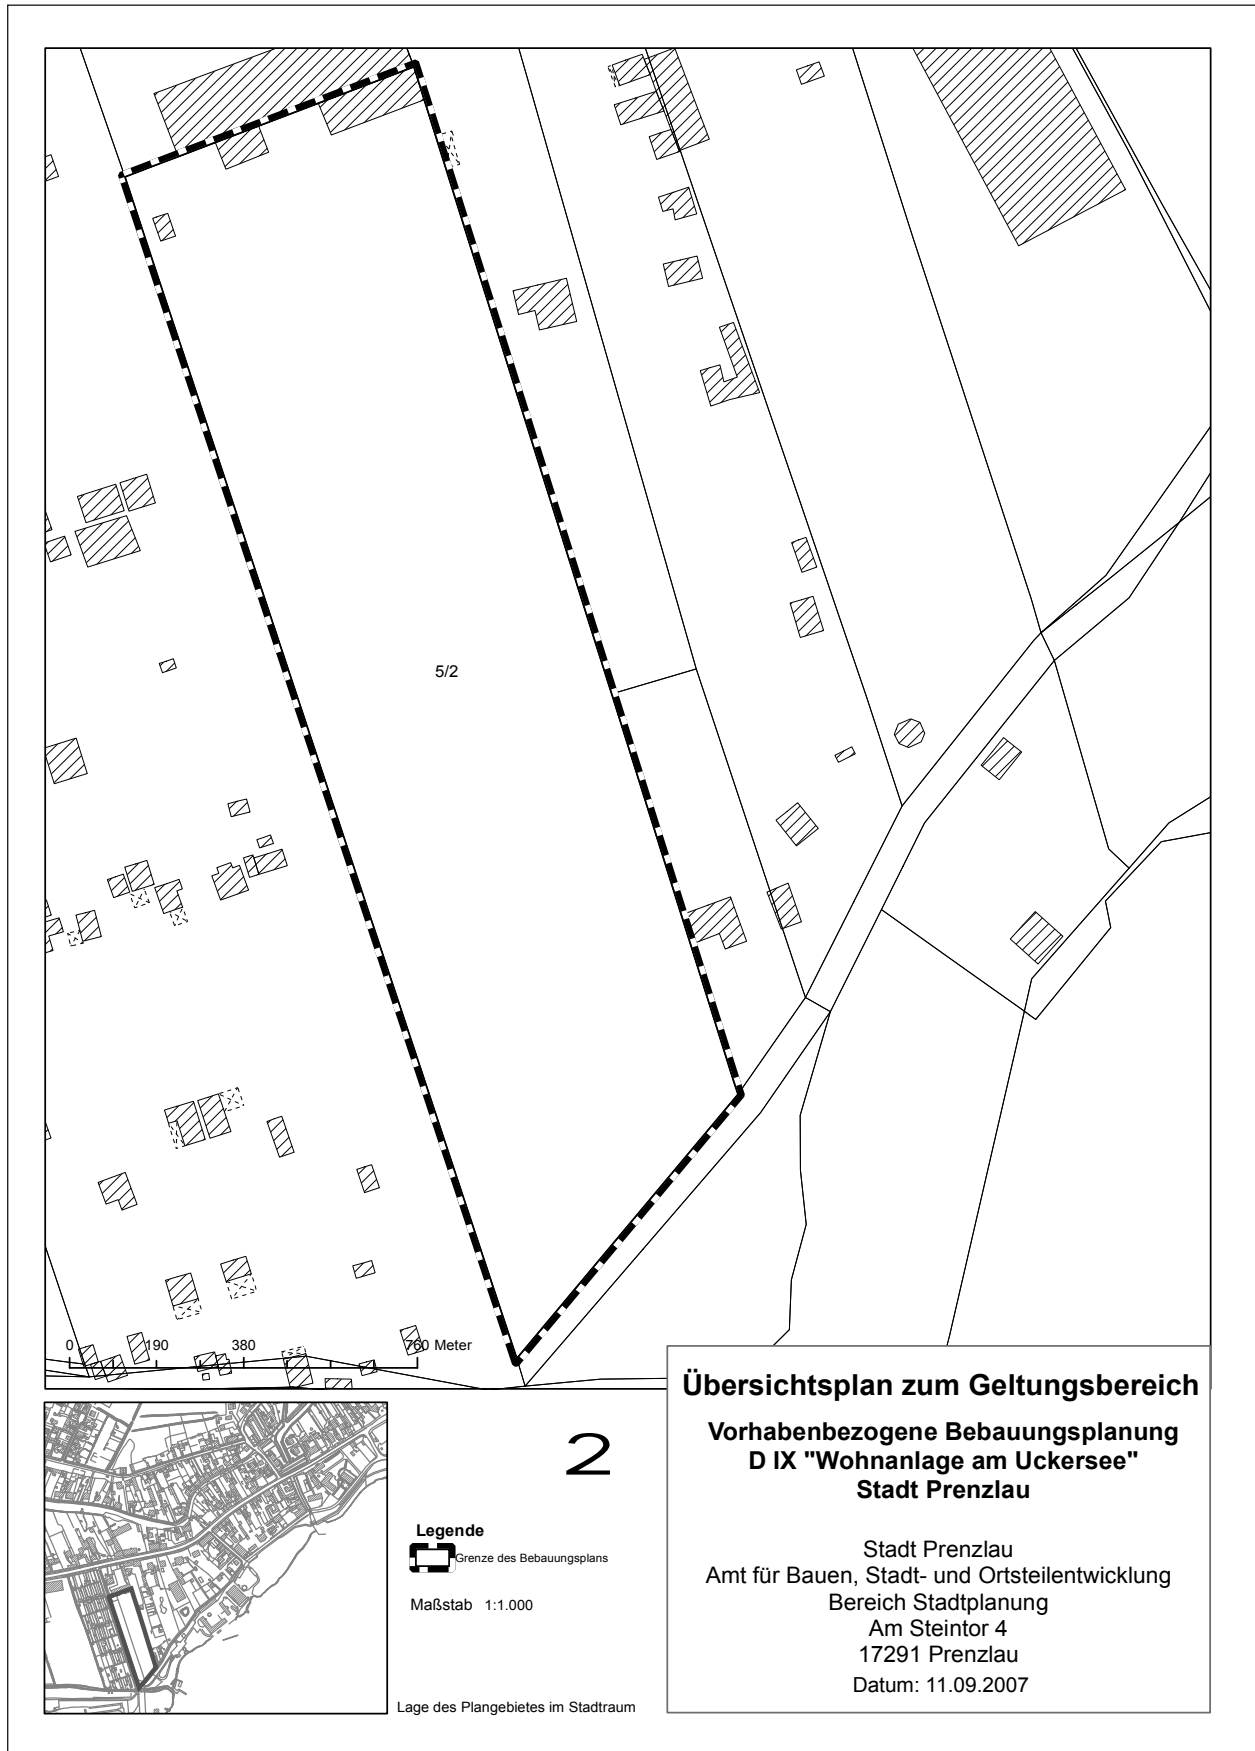 5/2
0 190 380 760 Meter
2
Legende
Grenze des Bebauungsplans
Maßstab 1:1.000
Lage des Plangebietes im Stadtraum
Übersichtsplan zum Geltungsbereich
Vorhabenbezogene Bebauungsplanung
D IX "Wohnanlage am Uckersee"
Stadt Prenzlau
Stadt Prenzlau
Amt für Bauen, Stadt- und Ortsteilentwicklung
Bereich Stadtplanung
Am Steintor 4
17291 Prenzlau
Datum: 11.09.2007